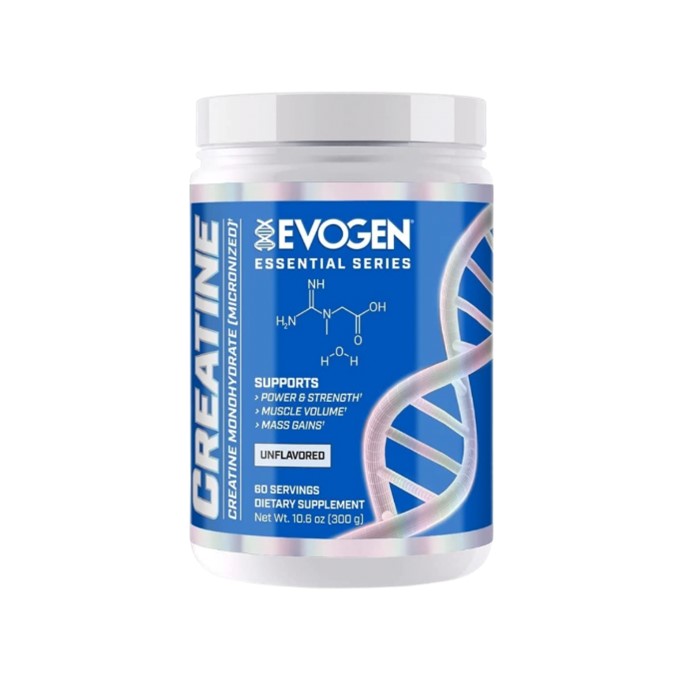 CREATINE
CREATINE MONOHYDRATE [MICRONIZED]†
EVOGEN®
ESSENTIAL SERIES
NH
H₂N
N
OH
O
H O H
SUPPORTS
› POWER & STRENGTH†
› MUSCLE VOLUME†
› MASS GAINS†
UNFLAVORED
60 SERVINGS
DIETARY SUPPLEMENT
Net Wt. 10.6 oz (300 g)